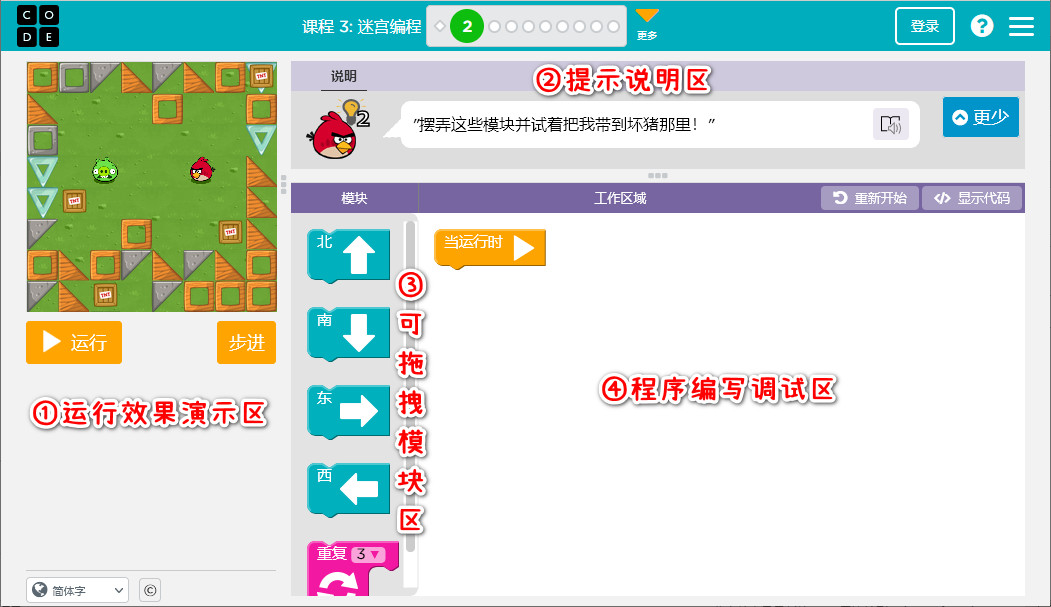 C O
D E
课程 3: 迷宫编程
2
更多
登录
?
TNT
说明
②提示说明区
2
"摆弄这些模块并试着把我带到坏猪那里！"
更少
模块
工作区域
重新开始
显示代码
TNT
TNT
TNT
北
南
东
西
重复 3
当运行时
③可拖拽模块区
④程序编写调试区
运行
步进
①运行效果演示区
简体字
©